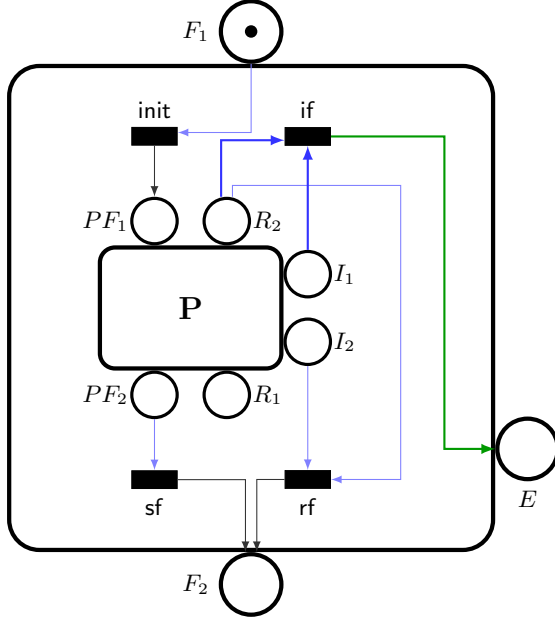 F₁
init
if
PF₁
R₂
I₁
P
I₂
PF₂
R₁
sf
rf
E
F₂